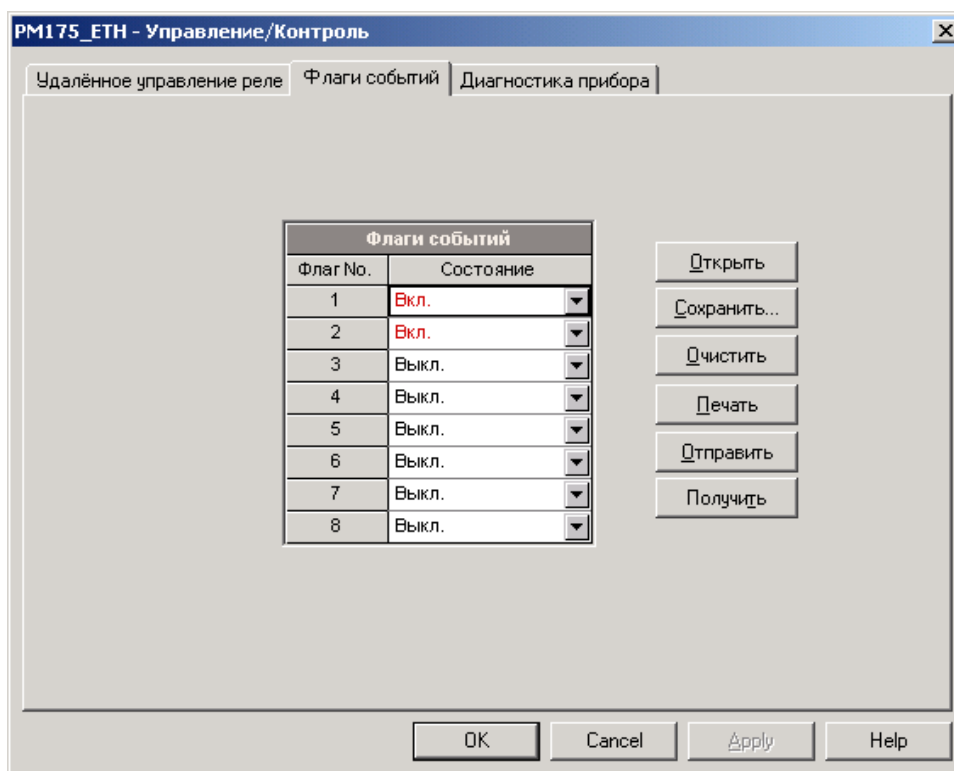 PM175_ETH - Управление/Контроль
Удалённое управление реле Флаги событий Диагностика прибора
Флаги событий
Флаг No. Состояние
1 Вкл.
2 Вкл.
3 Выкл.
4 Выкл.
5 Выкл.
6 Выкл.
7 Выкл.
8 Выкл.
Открыть
Сохранить...
Очистить
Печать
Отправить
Получить
OK Cancel Apply Help